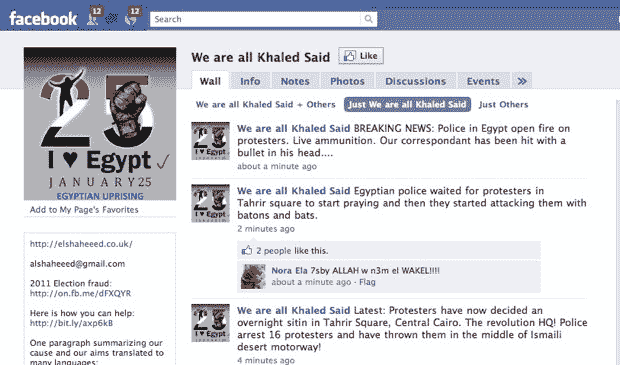 facebook 12 12 Search
We are all Khaled Said Like
Wall Info Notes Photos Discussions Events »
We are all Khaled Said + Others Just We are all Khaled Said Just Others
25
I ♥ Egypt ✓
JANUARY25
EGYPTIAN UPRISING
Add to My Page's Favorites
http://elshaheeed.co.uk/
alshaheeed@gmail.com
2011 Election fraud:
http://on.fb.me/dFXQYR
Here is how you can help:
http://bit.ly/axp6kB
One paragraph summarizing our
cause and our aims translated to
many languages:
We are all Khaled Said BREAKING NEWS: Police in Egypt open fire on
protesters. Live ammunition. Our correspondant has been hit with a
bullet in his head....
about a minute ago
We are all Khaled Said Egyptian police waited for protesters in
Tahrir square to start praying and then they started attacking them with
batons and bats.
2 minutes ago
2 people like this.
Nora Ela 7sby ALLAH w n3m el WAKEL!!!!
about a minute ago · Flag
We are all Khaled Said Latest: Protesters have now decided an
overnight sitin in Tahrir Square, Central Cairo. The revolution HQ! Police
arrest 16 protesters and have thrown them in the middle of Ismaili
desert motorway!
4 minutes ago